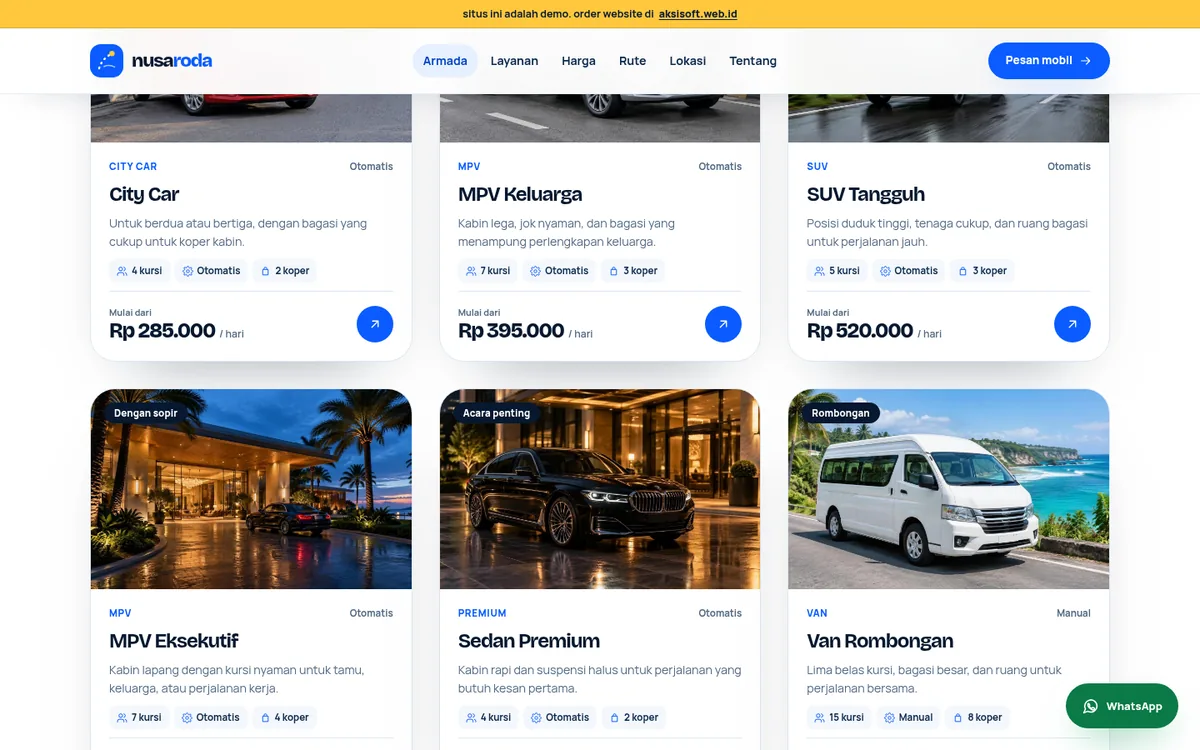 situs ini adalah demo. order website di aksisoft.web.id
nusaroda
Armada
Layanan
Harga
Rute
Lokasi
Tentang
Pesan mobil
CITY CAR
Otomatis
City Car
Untuk berdua atau bertiga, dengan bagasi yang
cukup untuk koper kabin.
4 kursi
Otomatis
2 koper
Mulai dari
Rp 285.000 / hari
MPV
Otomatis
MPV Keluarga
Kabin lega, jok nyaman, dan bagasi yang
menampung perlengkapan keluarga.
7 kursi
Otomatis
3 koper
Mulai dari
Rp 395.000 / hari
SUV
Otomatis
SUV Tangguh
Posisi duduk tinggi, tenaga cukup, dan ruang bagasi
untuk perjalanan jauh.
5 kursi
Otomatis
3 koper
Mulai dari
Rp 520.000 / hari
Dengan sopir
MPV
Otomatis
MPV Eksekutif
Kabin lapang dengan kursi nyaman untuk tamu,
keluarga, atau perjalanan kerja.
7 kursi
Otomatis
4 koper
Acara penting
PREMIUM
Otomatis
Sedan Premium
Kabin rapi dan suspensi halus untuk perjalanan yang
butuh kesan pertama.
4 kursi
Otomatis
2 koper
Rombongan
VAN
Manual
Van Rombongan
Lima belas kursi, bagasi besar, dan ruang untuk
perjalanan bersama.
15 kursi
Manual
8 koper
WhatsApp